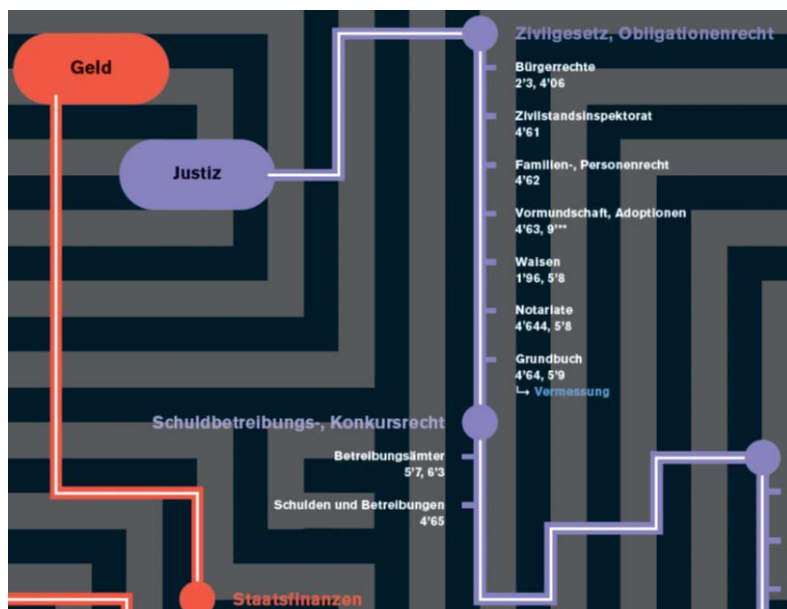 Geld
Justiz
Zivilgesetz, Obligationenrecht
Bürgerrechte
2'3, 4'06
Zivilstandsinspektorat
4'61
Familien-, Personenrecht
4'62
Vormundschaft, Adoptionen
4'63, 9'***
Waisen
1'96, 5'8
Notariate
4'644, 5'8
Grundbuch
4'64, 5'9
↳ Vermessung
Schuldbetreibungs-, Konkursrecht
Betreibungsämter
5'7, 6'3
Schulden und Betreibungen
4'65
Staatsfinanzen